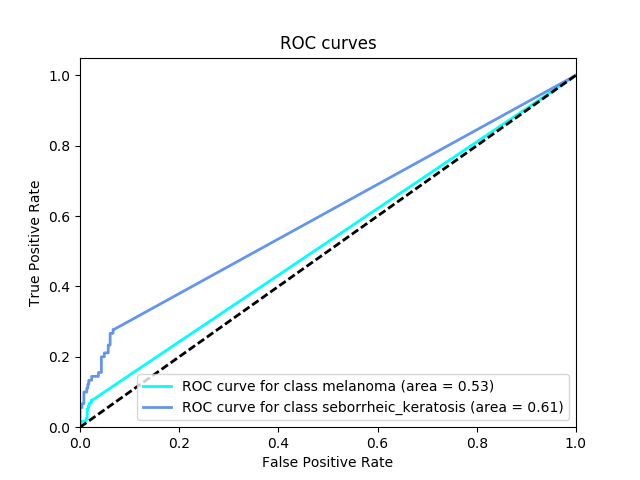 ROC curves
True Positive Rate
1.0
0.8
0.6
0.4
0.2
0.0
ROC curve for class melanoma (area = 0.53)
ROC curve for class seborrheic_keratosis (area = 0.61)
0.0 0.2 0.4 0.6 0.8 1.0
False Positive Rate